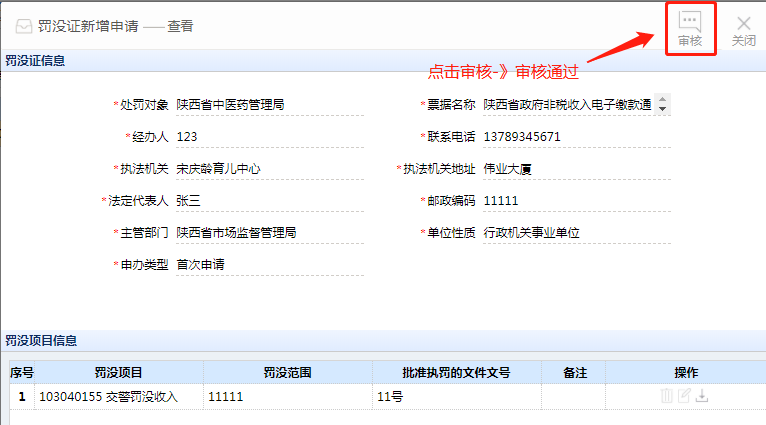 罚没证新增申请 —— 查看
审核
关闭
罚没证信息
点击审核-》审核通过
*处罚对象 陕西省中医药管理局 *票据名称 陕西省政府非税收入电子缴款通
*经办人 123 *联系电话 13789345671
*执法机关 宋庆龄育儿中心 *执法机关地址 伟业大厦
*法定代表人 张三 *邮政编码 11111
*主管部门 陕西省市场监督管理局 *单位性质 行政机关事业单位
*申办类型 首次申请
罚没项目信息
序号 罚没项目 罚没范围 批准执罚的文件文号 备注 操作
1 103040155 交警罚没收入 11111 11号